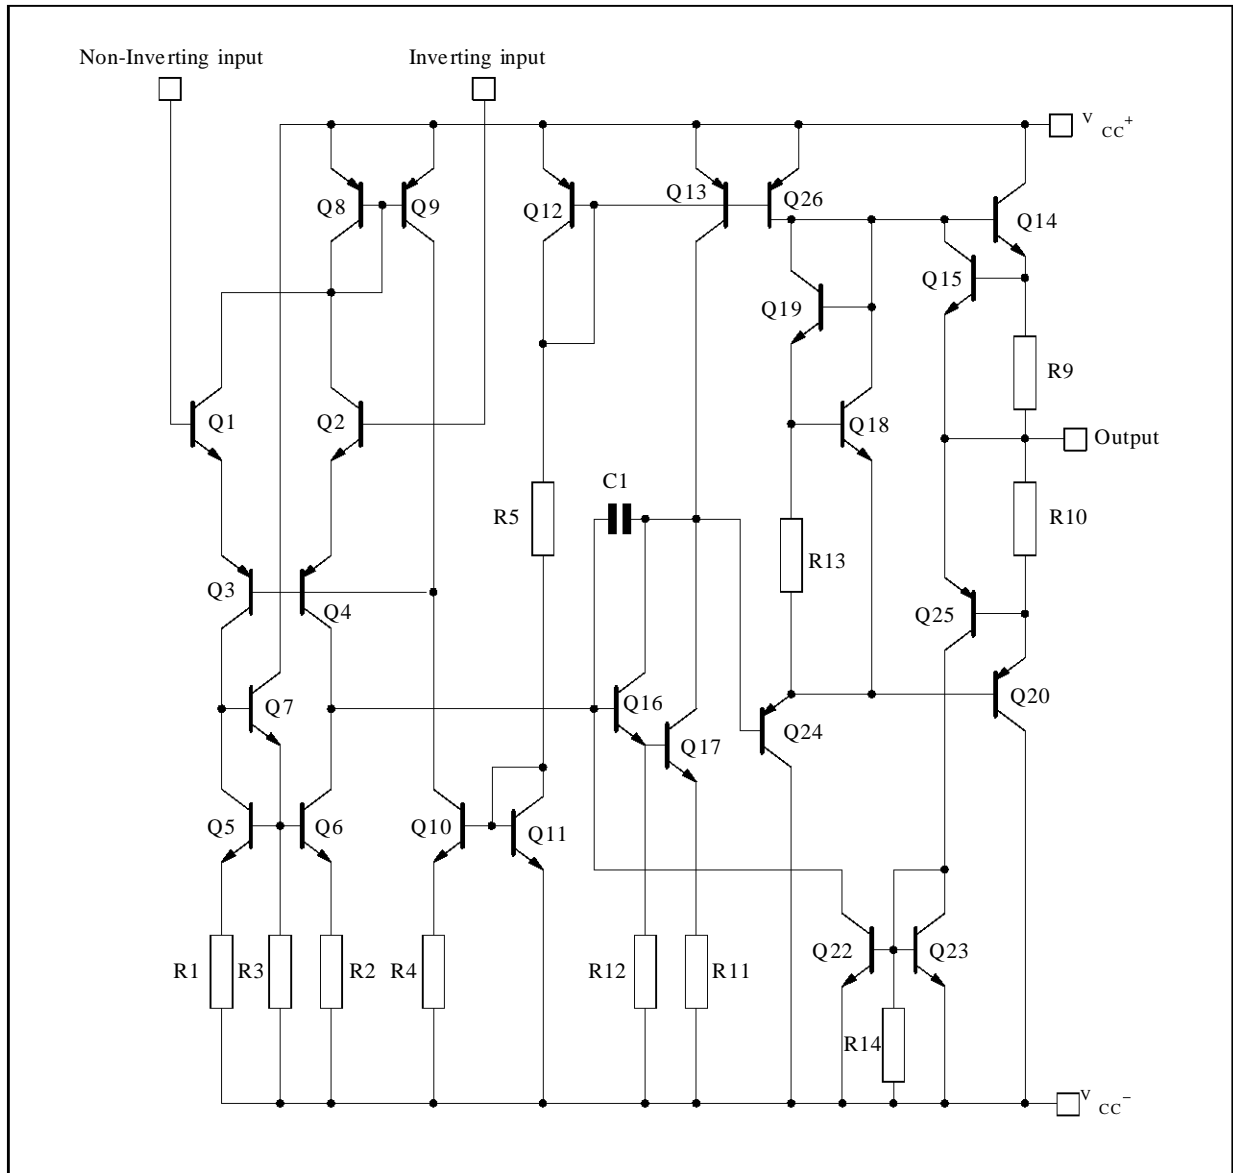 Non-Inverting input
Inverting input
V CC +
Q8
Q9
Q12
Q13
Q26
Q14
Q15
Q19
R9
Q1
Q2
Q18
Output
C1
R5
R10
R13
Q3
Q4
Q25
Q7
Q16
Q17
Q24
Q20
Q5
Q6
Q10
Q11
Q22
Q23
R1
R3
R2
R4
R12
R11
R14
V CC –